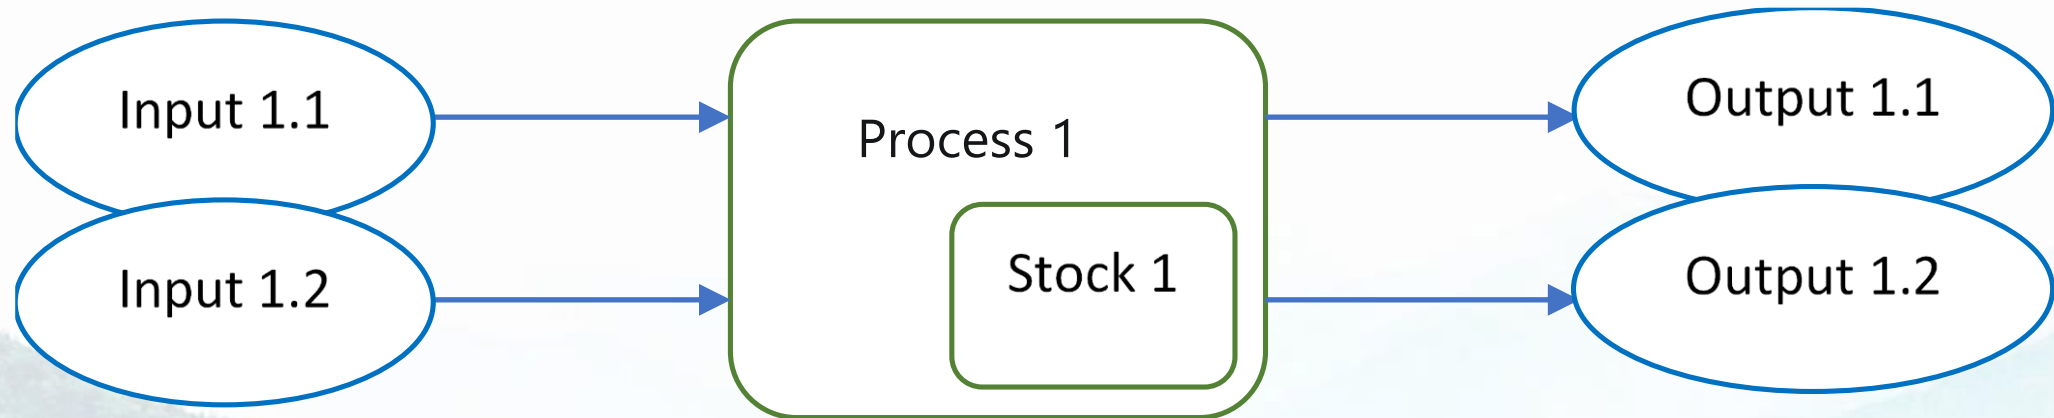 Input 1.1
Input 1.2
Process 1
Stock 1
Output 1.1
Output 1.2